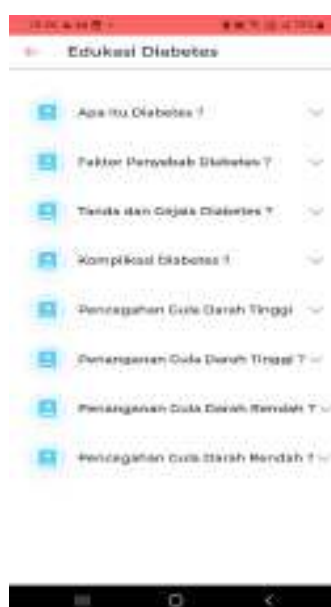 Edukasi Diabetes
Apa itu Diabetes ?
Faktor Penyebab Diabetes ?
Tanda dan Gejala Diabetes ?
Komplikasi Diabetes ?
Pencegahan Gula Darah Tinggi
Penanganan Gula Darah Tinggi ?
Penanganan Gula Darah Rendah ?
Pencegahan Gula Darah Rendah ?